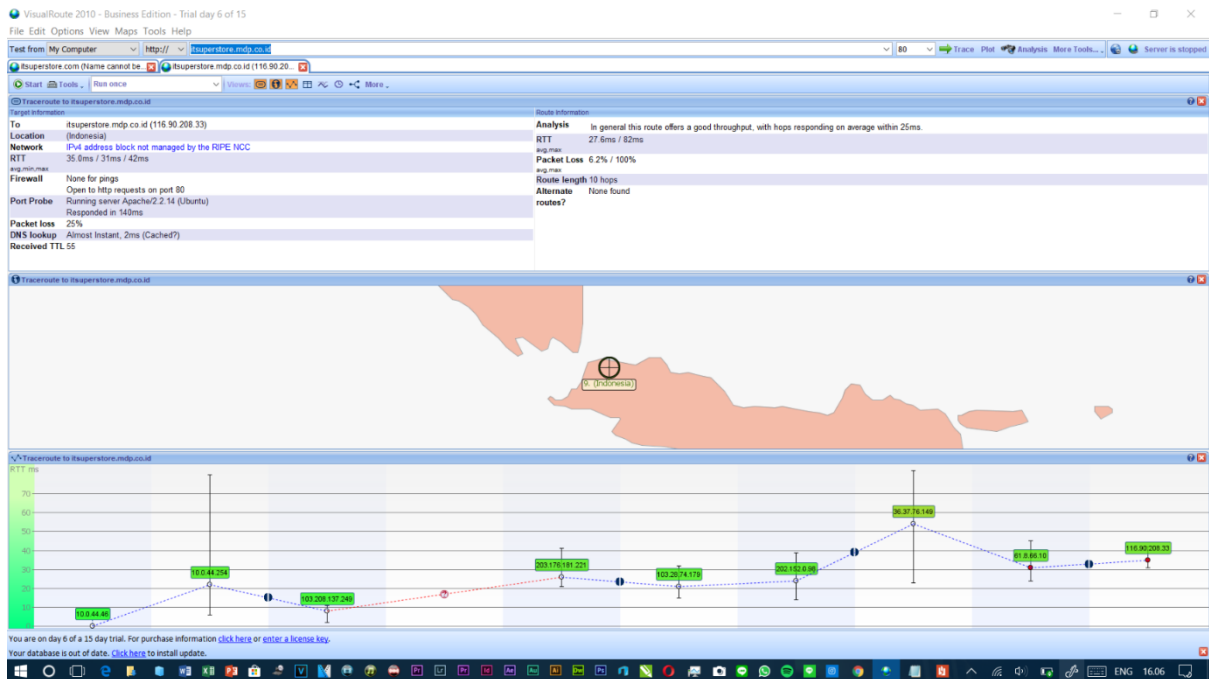 VisualRoute 2010 - Business Edition - Trial day 6 of 15
File Edit Options View Maps Tools Help
Test from My Computer http:// itsuperstore.mdp.co.id 80 Trace Plot Analysis More Tools... Server is stopped
itsuperstore.com (Name cannot be... itsuperstore.mdp.co.id (116.90.20...
Start Tools Run once Views: More
Traceroute to itsuperstore.mdp.co.id
Target Information
To itsuperstore.mdp.co.id (116.90.208.33)
Location (Indonesia)
Network IPv4 address block not managed by the RIPE NCC
RTT 35.0ms / 31ms / 42ms
avg,min,max
Firewall None for pings
Open to http requests on port 80
Port Probe Running server Apache/2.2.14 (Ubuntu)
Responded in 140ms
Packet loss 25%
DNS lookup Almost Instant, 2ms (Cached?)
Received TTL 55
Route Information
Analysis In general this route offers a good throughput, with hops responding on average within 25ms.
RTT 27.6ms / 82ms
avg,max
Packet Loss 6.2% / 100%
avg,max
Route length 10 hops
Alternate None found
routes?
Traceroute to itsuperstore.mdp.co.id
9. (Indonesia)
Traceroute to itsuperstore.mdp.co.id
RTT ms
70
60
50
40
30
20
10
0
10.0.44.46
10.0.44.254
103.208.137.249
203.176.181.221
103.28.74.178
36.37.76.149
61.8.66.10
116.90.208.33
You are on day 6 of a 15 day trial. For purchase information click here or enter a license key.
Your database is out of date. Click here to install update.
ENG 16.06